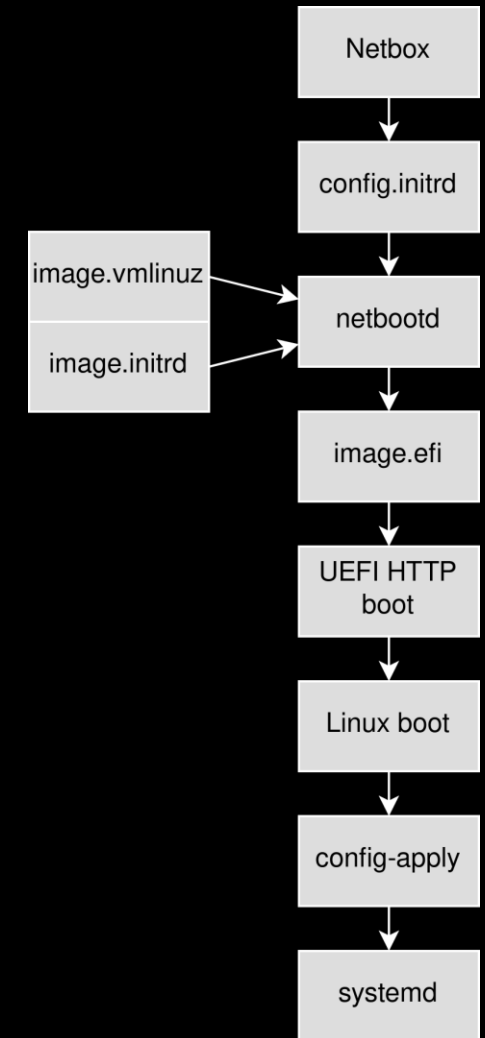 Netbox
config.initrd
image.vmlinuz
image.initrd
netbootd
image.efi
UEFI HTTP
boot
Linux boot
config-apply
systemd